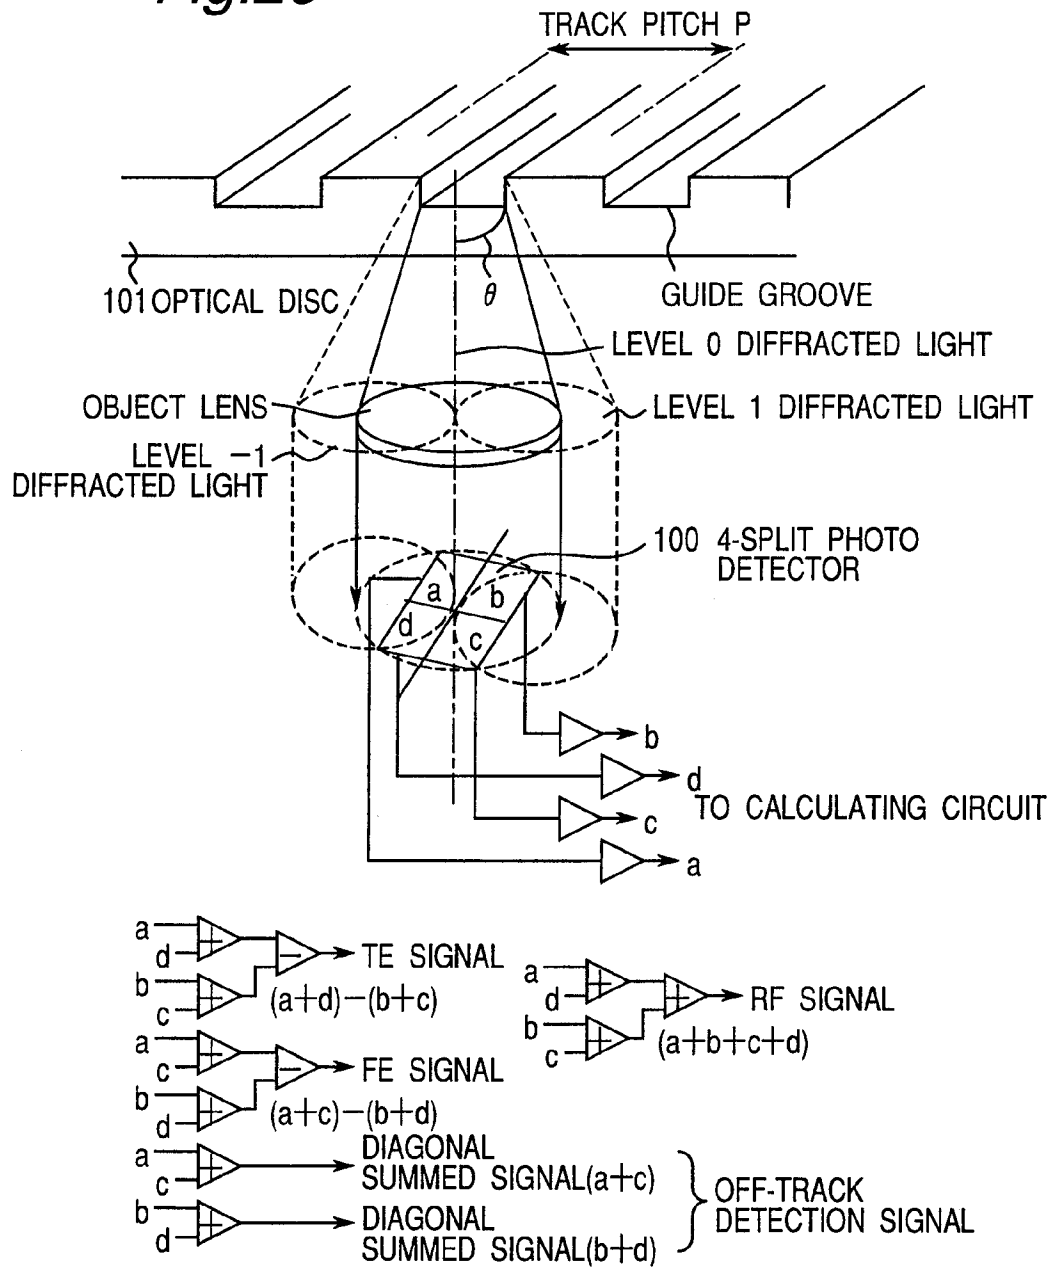 TRACK PITCH P
101 OPTICAL DISC
θ
GUIDE GROOVE
LEVEL 0 DIFFRACTED LIGHT
OBJECT LENS
LEVEL 1 DIFFRACTED LIGHT
LEVEL −1
DIFFRACTED LIGHT
100 4-SPLIT PHOTO
DETECTOR
a
b
d
c
b
d
TO CALCULATING CIRCUIT
c
a
a
d
b
c
TE SIGNAL
(a+d)−(b+c)
a
d
b
c
RF SIGNAL
(a+b+c+d)
a
c
b
d
FE SIGNAL
(a+c)−(b+d)
a
c
DIAGONAL
SUMMED SIGNAL(a+c)
b
d
DIAGONAL
SUMMED SIGNAL(b+d)
OFF-TRACK
DETECTION SIGNAL